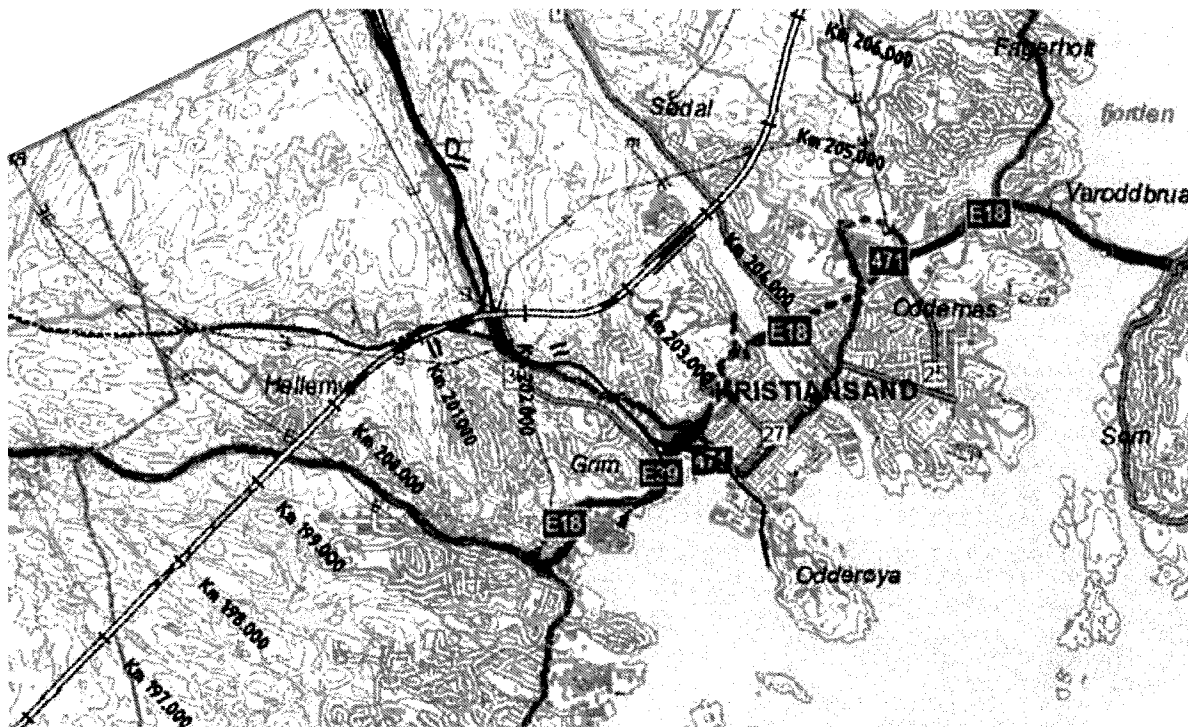 Km 206.000
Fagerholt
fjorden
Sødal
Km 205.000
Varoddbrua
E18
471
Km 204.000
Oddernes
E18
Km 203.000
KRISTIANSAND
Km 202.000
Hellemyr
Km 201.000
27
Søm
Km 204.000
Grim
E39
471
E18
Km 199.000
Odderøya
Km 198.000
Km 197.000